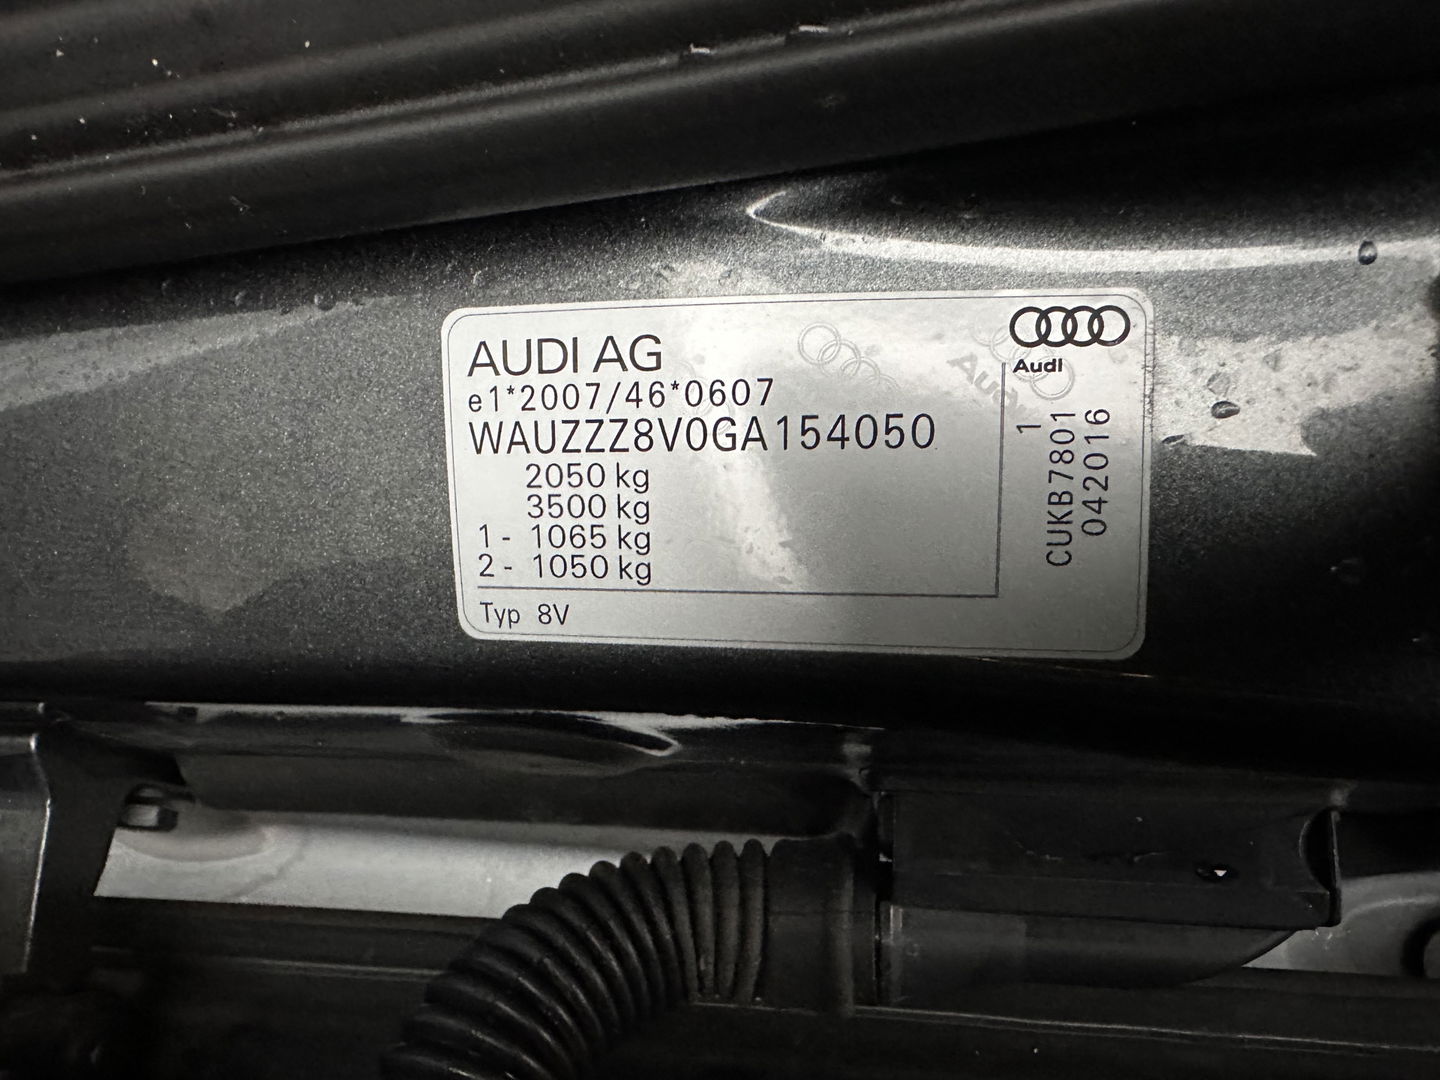 AUDI AG
e1*2007/46*0607
WAUZZZ8V0GA154050
2050 kg
3500 kg
1 - 1065 kg
2 - 1050 kg
Typ 8V
Audi
1
CUKB7801
042016
Audi